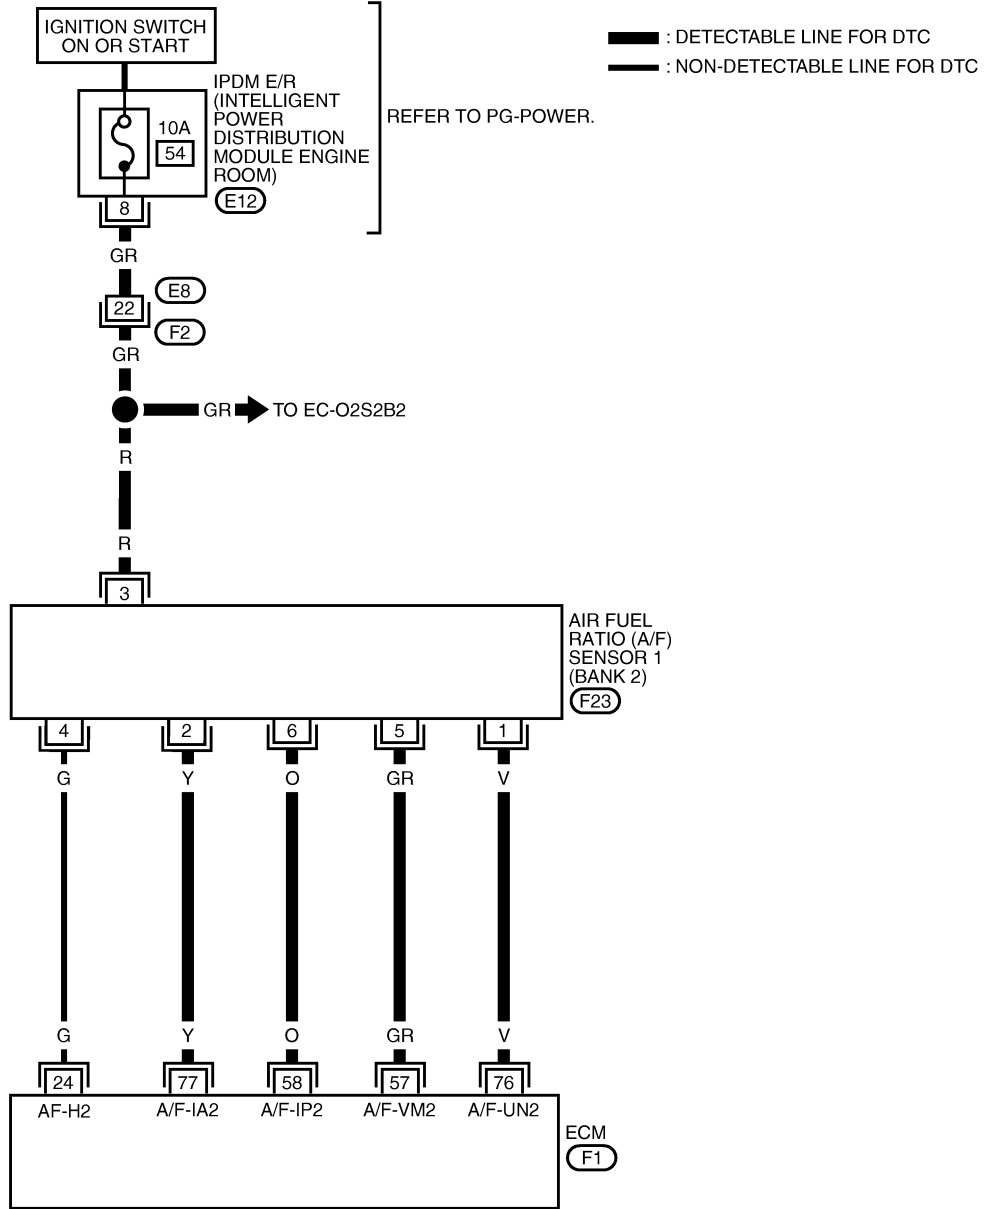 IGNITION SWITCH
ON OR START
: DETECTABLE LINE FOR DTC
: NON-DETECTABLE LINE FOR DTC
IPDM E/R
(INTELLIGENT
POWER
DISTRIBUTION
MODULE ENGINE
ROOM)
E12
10A
54
REFER TO PG-POWER.
8
GR
E8
22
F2
GR
GR
TO EC-O2S2B2
R
R
3
AIR FUEL
RATIO (A/F)
SENSOR 1
(BANK 2)
F23
4 2 6 5 1
G Y O GR V
G Y O GR V
24 77 58 57 76
AF-H2 A/F-IA2 A/F-IP2 A/F-VM2 A/F-UN2
ECM
F1